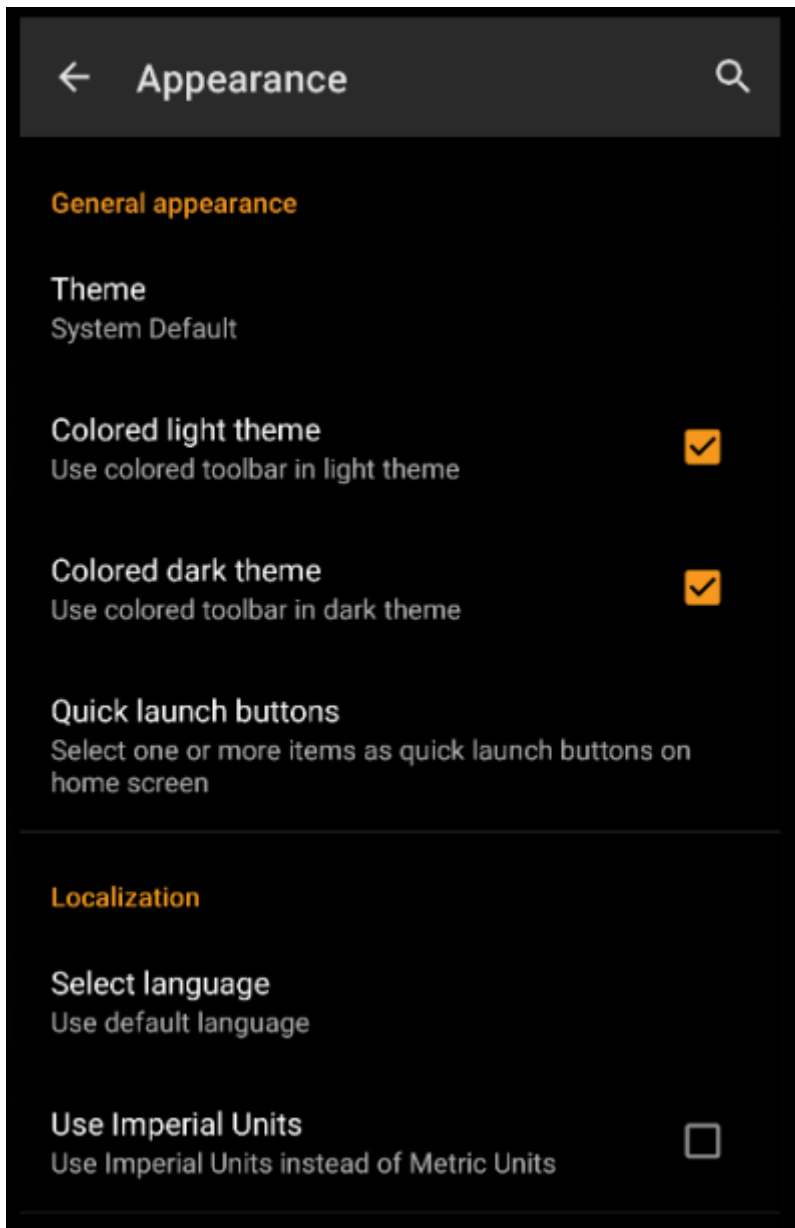 Appearance
General appearance
Theme
System Default
Colored light theme
Use colored toolbar in light theme
Colored dark theme
Use colored toolbar in dark theme
Quick launch buttons
Select one or more items as quick launch buttons on
home screen
Localization
Select language
Use default language
Use Imperial Units
Use Imperial Units instead of Metric Units